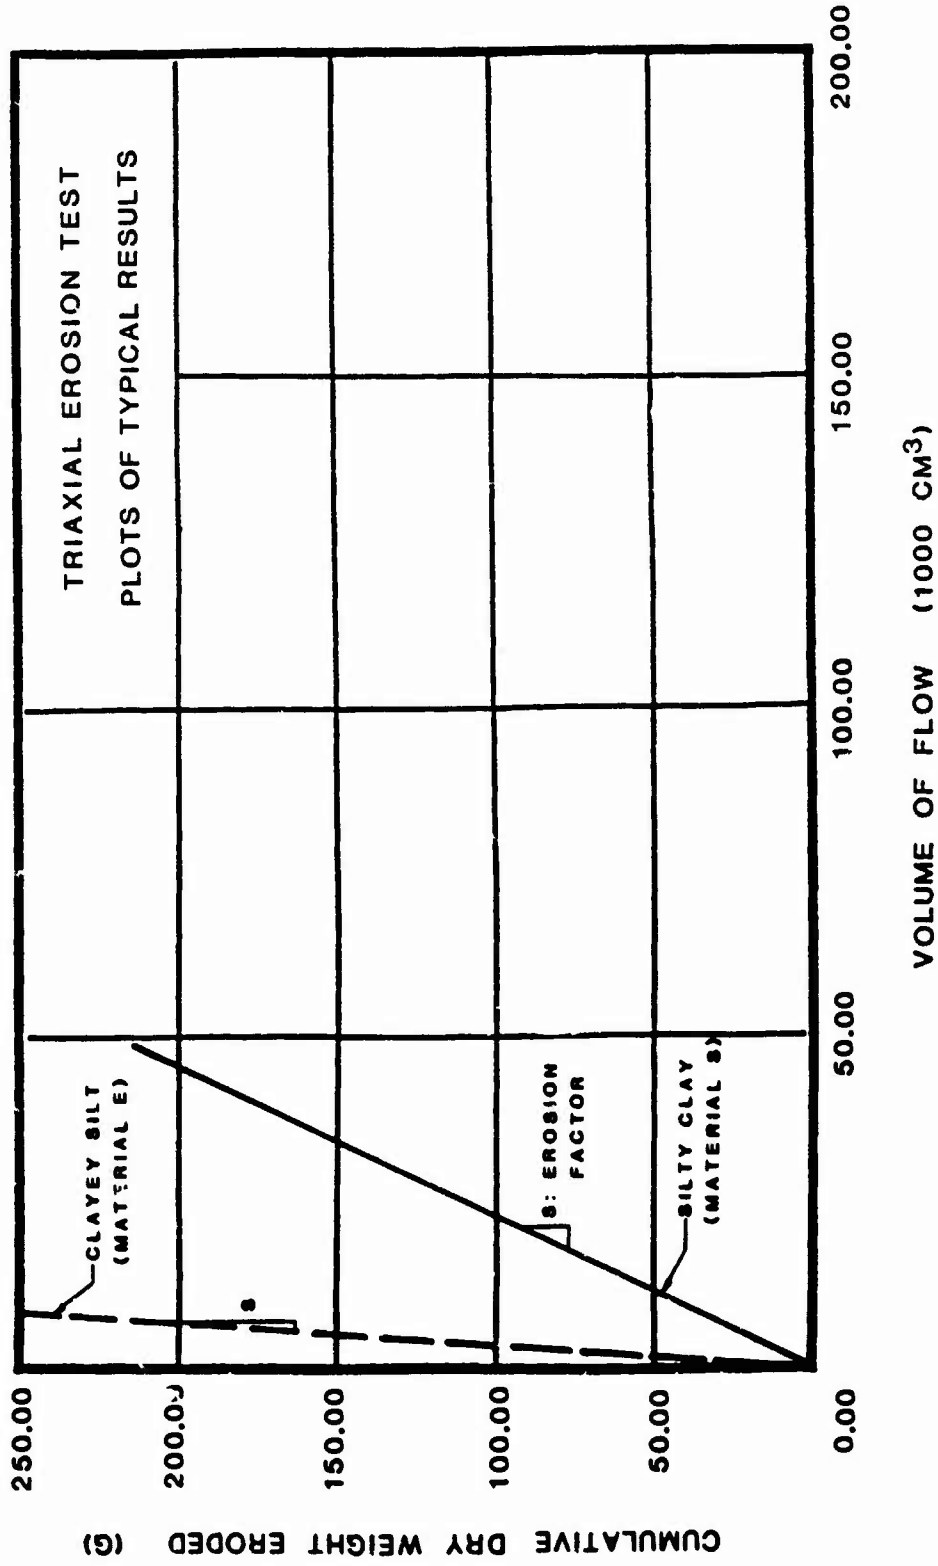 TRIAXIAL EROSION TEST
PLOTS OF TYPICAL RESULTS
CLAYEY SILT
(MATERIAL E)
S
S: EROSION
FACTOR
SILTY CLAY
(MATERIAL S)
CUMULATIVE DRY WEIGHT ERODED (G)
250.00
200.00
150.00
100.00
50.00
0.00
50.00
100.00
150.00
200.00
VOLUME OF FLOW (1000 CM³)